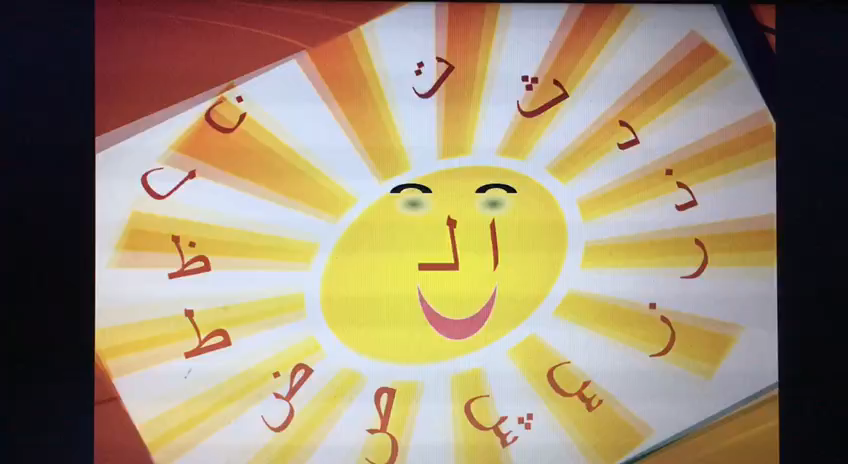 ت
ث
د
ذ
ر
ز
س
ش
ص
ض
ط
ظ
ل
ن
الـ